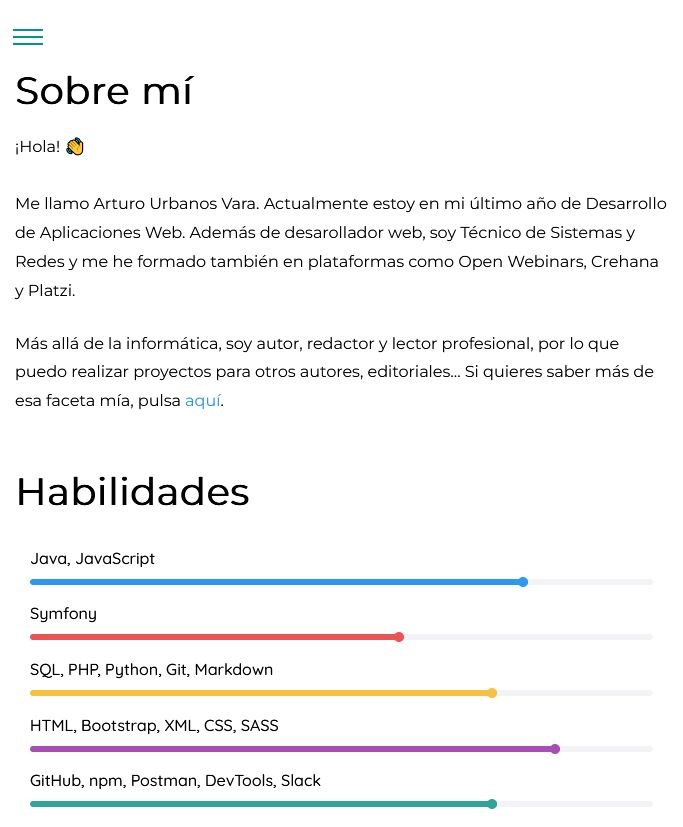 Sobre mí
¡Hola! 👏
Me llamo Arturo Urbanos Vara. Actualmente estoy en mi último año de Desarrollo
de Aplicaciones Web. Además de desarollador web, soy Técnico de Sistemas y
Redes y me he formado también en plataformas como Open Webinars, Crehana
y Platzi.
Más allá de la informática, soy autor, redactor y lector profesional, por lo que
puedo realizar proyectos para otros autores, editoriales... Si quieres saber más de
esa faceta mía, pulsa aquí.
Habilidades
Java, JavaScript
Symfony
SQL, PHP, Python, Git, Markdown
HTML, Bootstrap, XML, CSS, SASS
GitHub, npm, Postman, DevTools, Slack